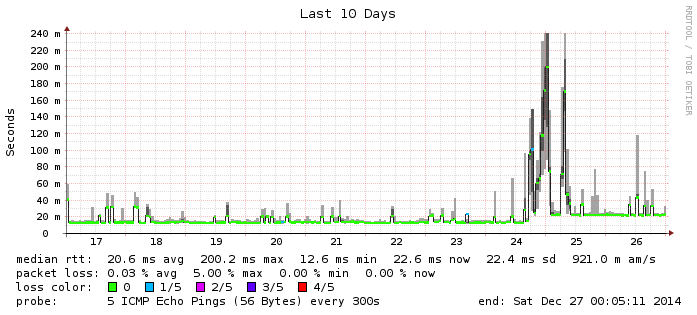 Last 10 Days
RRDTOOL / TOBI OETIKER
Seconds
240 m
220 m
200 m
180 m
160 m
140 m
120 m
100 m
80 m
60 m
40 m
20 m
0
17 18 19 20 21 22 23 24 25 26
median rtt: 20.6 ms avg 200.2 ms max 12.6 ms min 22.6 ms now 22.4 ms sd 921.0 m am/s
packet loss: 0.03 % avg 5.00 % max 0.00 % min 0.00 % now
loss color: 0 1/5 2/5 3/5 4/5
probe: 5 ICMP Echo Pings (56 Bytes) every 300s end: Sat Dec 27 00:05:11 2014